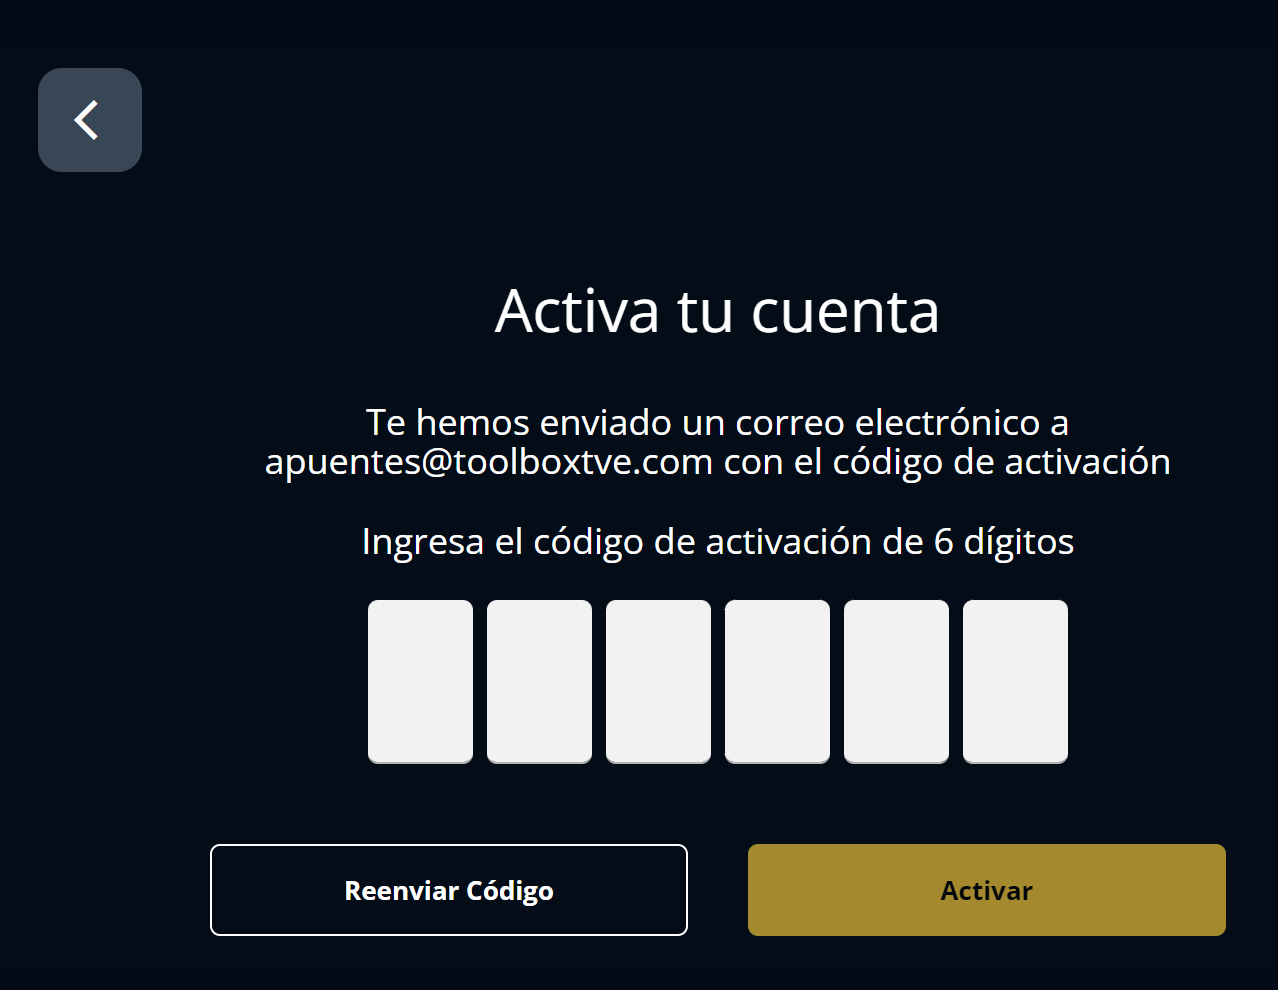 Activa tu cuenta
Te hemos enviado un correo electrónico a
apuentes@toolboxtve.com con el código de activación
Ingresa el código de activación de 6 dígitos
Reenviar Código
Activar